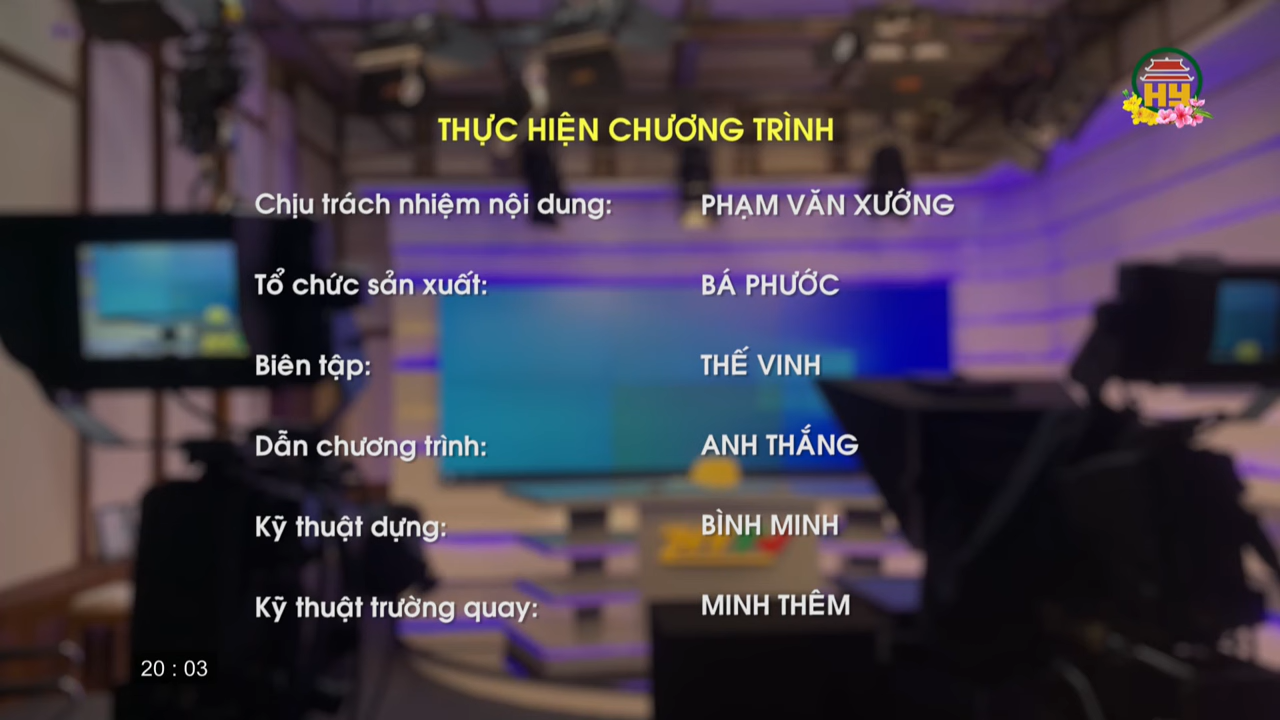 HY
THỰC HIỆN CHƯƠNG TRÌNH
Chịu trách nhiệm nội dung: PHẠM VĂN XƯỚNG
Tổ chức sản xuất: BÁ PHƯỚC
Biên tập: THẾ VINH
Dẫn chương trình: ANH THẮNG
Kỹ thuật dựng: BÌNH MINH
Kỹ thuật trường quay: MINH THÊM
20 : 03